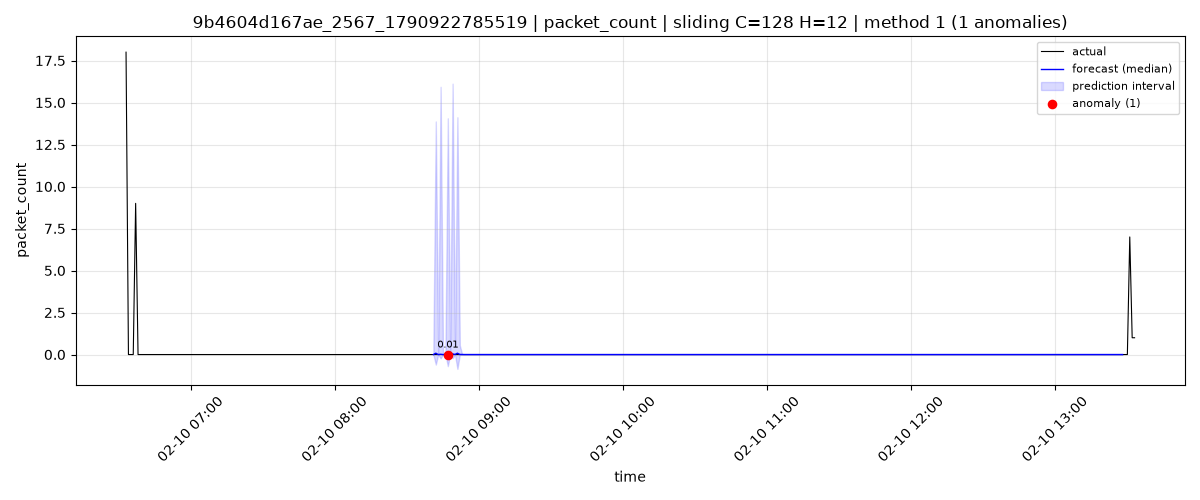 9b4604d167ae_2567_1790922785519 | packet_count | sliding C=128 H=12 | method 1 (1 anomalies)
actual
forecast (median)
prediction interval
anomaly (1)
packet_count
17.5
15.0
12.5
10.0
7.5
5.0
2.5
0.0
0.01
02-10 07:00
02-10 08:00
02-10 09:00
02-10 10:00
02-10 11:00
02-10 12:00
02-10 13:00
time